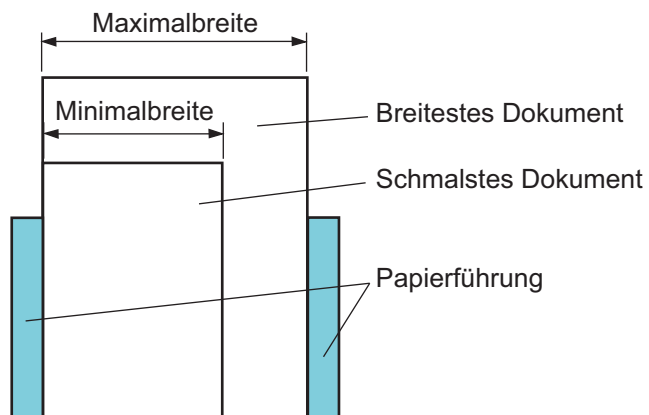 Maximalbreite
Minimalbreite
Breitestes Dokument
Schmalstes Dokument
Papierführung